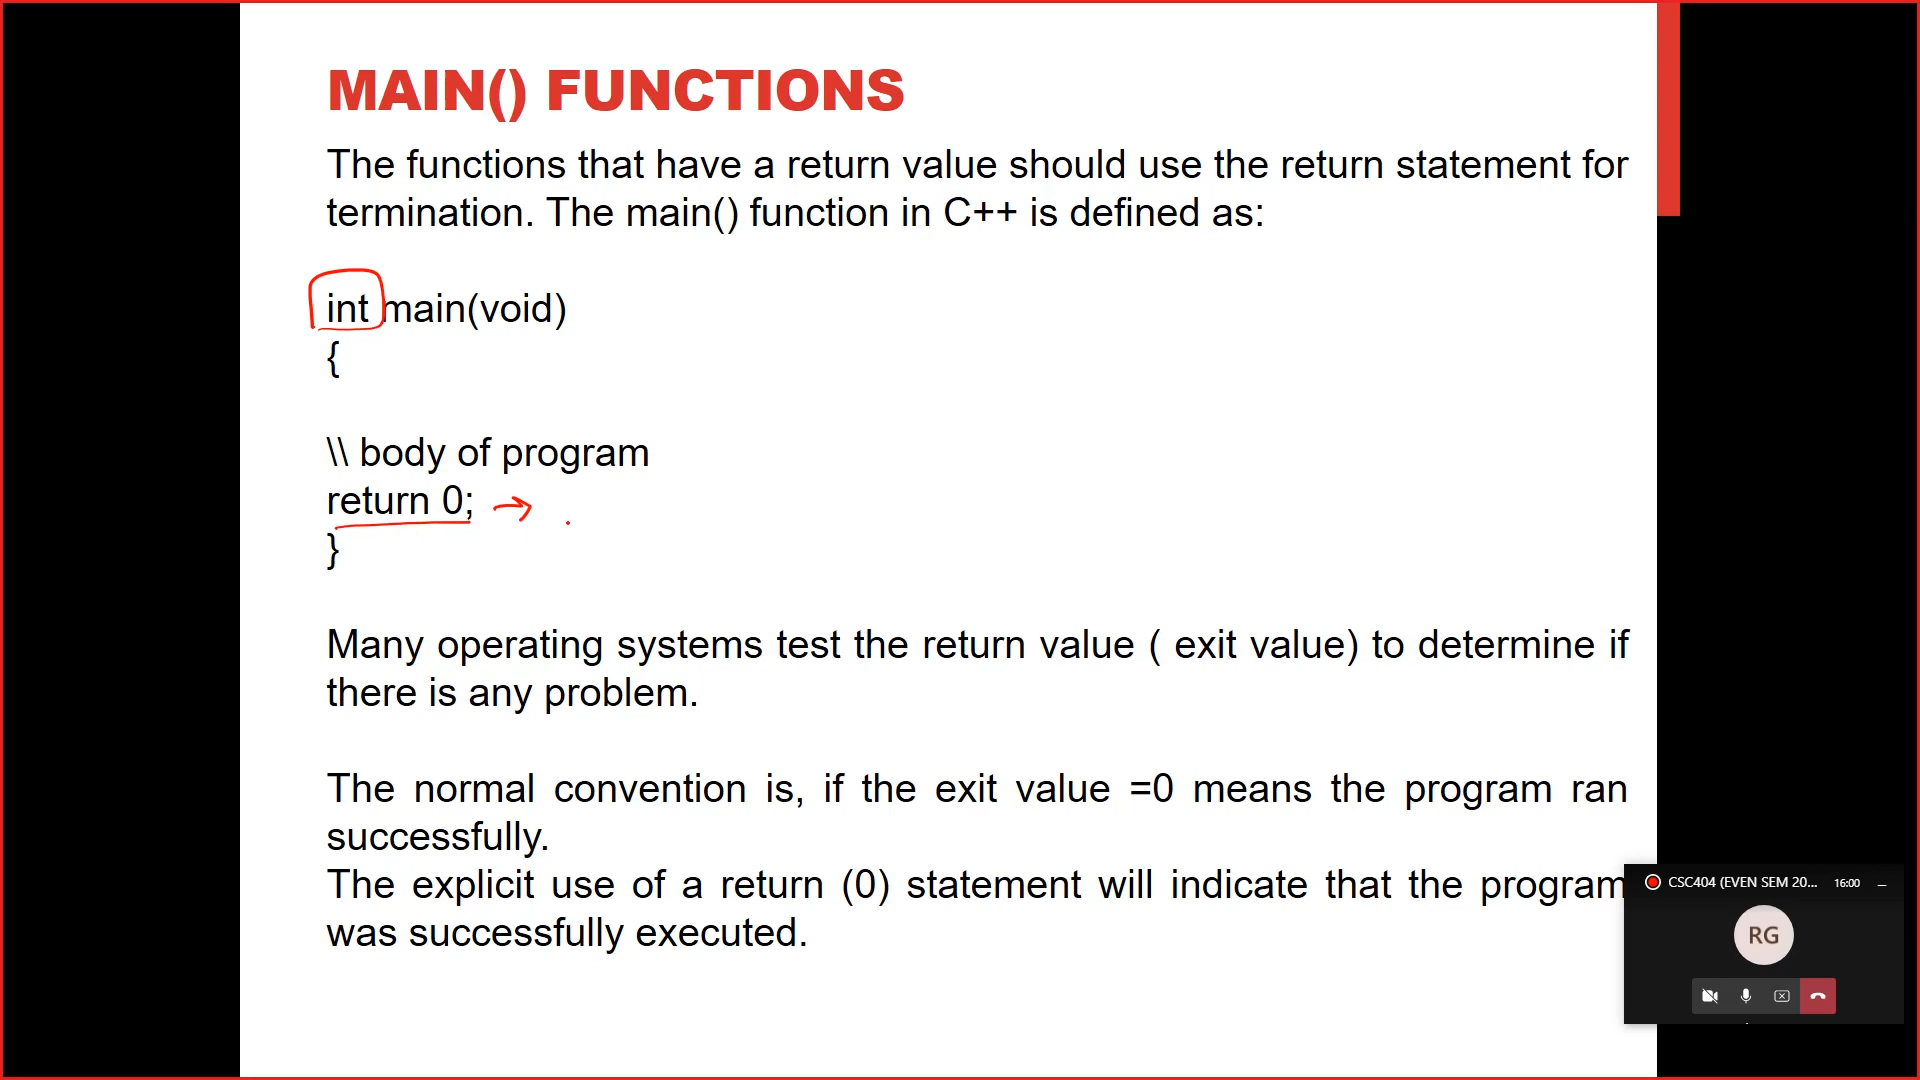 MAIN() FUNCTIONS
The functions that have a return value should use the return statement for
termination. The main() function in C++ is defined as:
int main(void)
{
\\ body of program
return 0;
}
Many operating systems test the return value ( exit value) to determine if
there is any problem.
The normal convention is, if the exit value =0 means the program ran
successfully.
The explicit use of a return (0) statement will indicate that the program
was successfully executed.
CSC404 (EVEN SEM 20... 16:00
RG